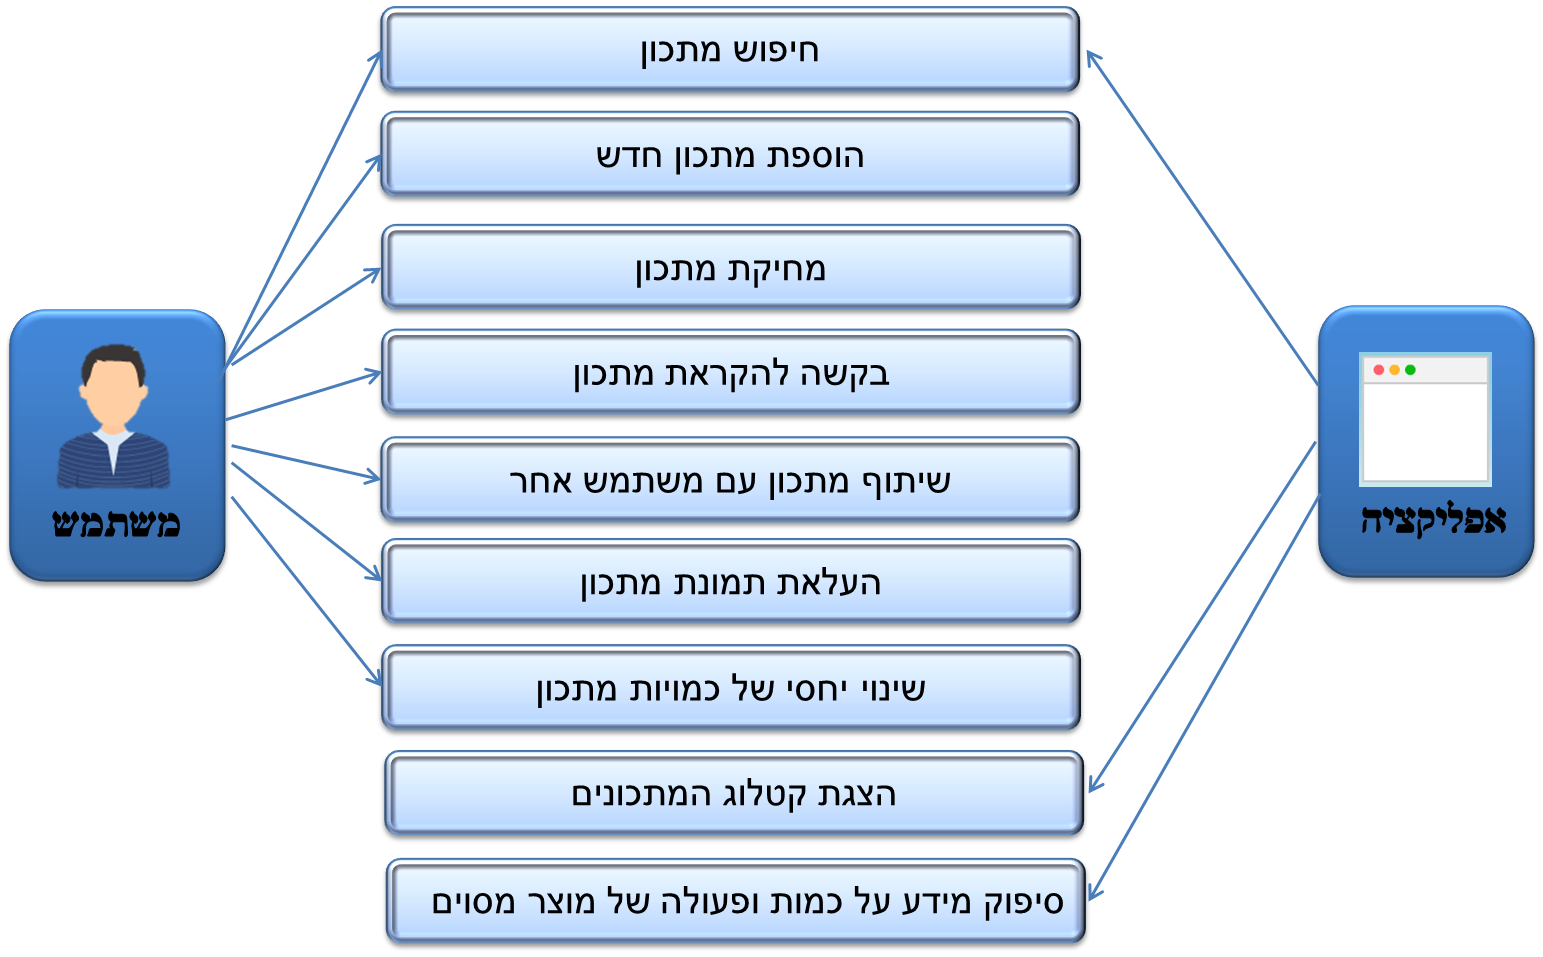 חיפוש מתכון
הוספת מתכון חדש
מחיקת מתכון
בקשה להקראת מתכון
שיתוף מתכון עם משתמש אחר
העלאת תמונת מתכון
שינוי יחסי של כמויות מתכון
הצגת קטלוג המתכונים
סיפוק מידע על כמות ופעולה של מוצר מסוים
אפליקציה
משתמש